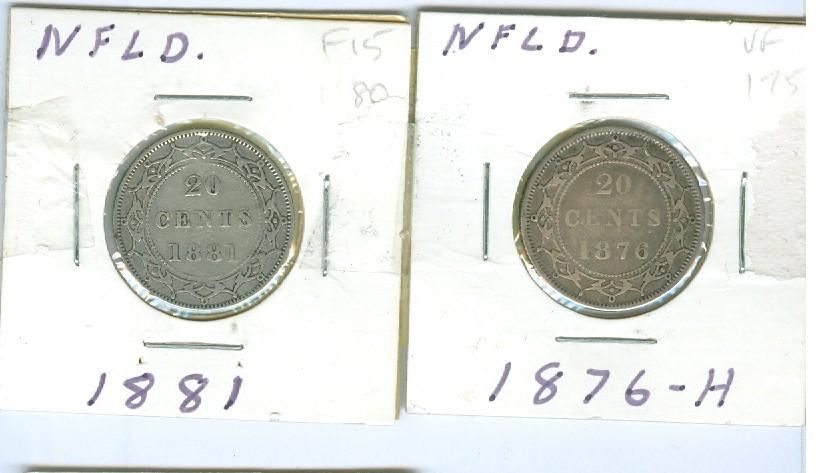 NFLD. F15
80-
20
CENTS
1881
1881
NFLD. VF
175
20
CENTS
1876
1876-H